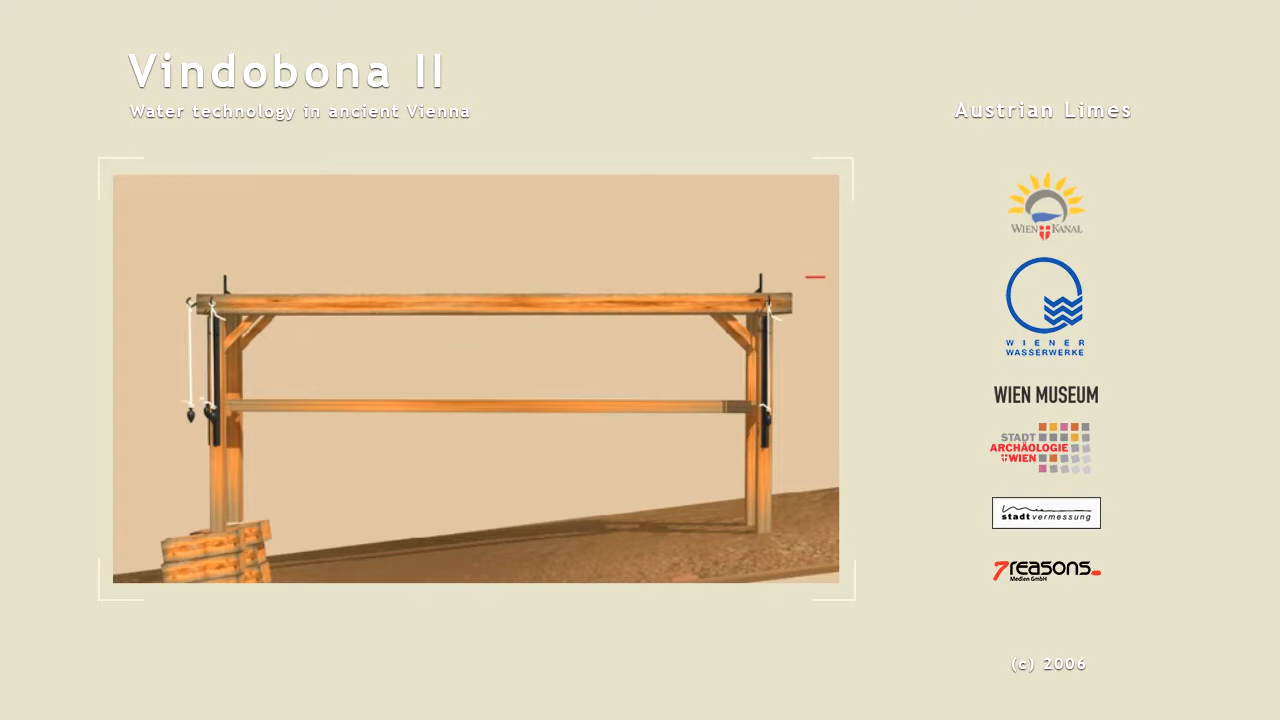 Vindobona II
Water technology in ancient Vienna
Austrian Limes
WIEN KANAL
WIENER
WASSERWERKE
WIEN MUSEUM
STADT
ARCHÄOLOGIE
WIEN
stadtvermessung
7reasons
Medien GmbH
(c) 2006